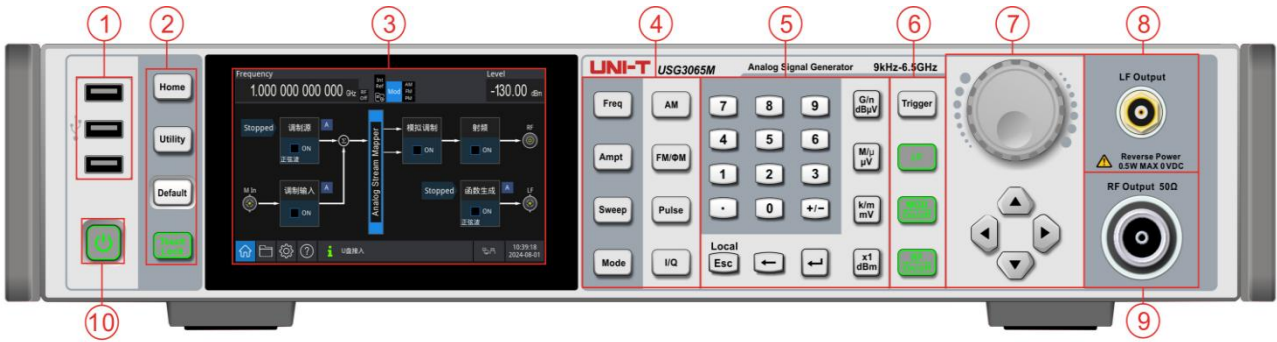 1
2
3
4
5
6
7
8
UNI-T USG3065M Analog Signal Generator 9kHz-6.5GHz
Home
Utility
Default
Frequency
1.000 000 000 000 GHz
RF Off
Int Ref
Mod
AM FM PM
Level
-130.00 dBm
Stopped
调制源
A
ON
正弦波
Σ
Analog Stream Mapper
模拟调制
ON
射频
ON
RF
M In
调制输入
A
ON
Stopped
函数生成
A
ON
正弦波
LF
?
i U盘接入
10:39:18
2024-08-01
Freq
AM
Ampt
FM/ΦM
Sweep
Pulse
Mode
I/Q
7 8 9
4 5 6
1 2 3
. 0 +/−
Local
Esc
G/n
dBμV
M/μ
μV
k/m
mV
x1
dBm
Trigger
LF Output
Reverse Power
0.5W MAX 0VDC
RF Output 50Ω
10
9